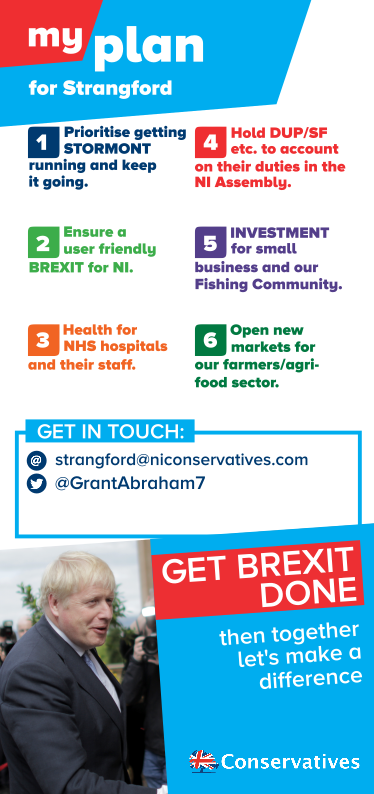 my plan
for Strangford
1 Prioritise getting
STORMONT
running and keep
it going.
2 Ensure a
user friendly
BREXIT for NI.
3 Health for
NHS hospitals
and their staff.
4 Hold DUP/SF
etc. to account
on their duties in the
NI Assembly.
5 INVESTMENT
for small
business and our
Fishing Community.
6 Open new
markets for
our farmers/agri-
food sector.
GET IN TOUCH:
@ strangford@niconservatives.com
@GrantAbraham7
GET BREXIT
DONE
then together
let's make a
difference
Conservatives